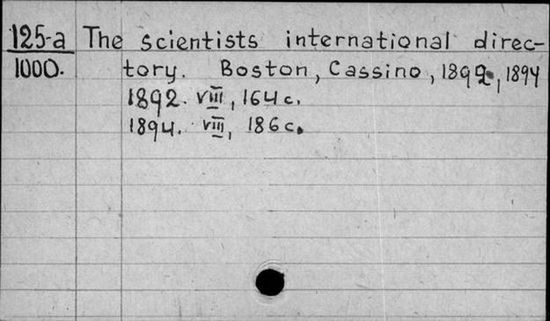 125-a The scientists international direc-
1000. tory. Boston, Cassino, 1892, 1894
1892. VIII, 164 c.
1894. VIII, 186 c.